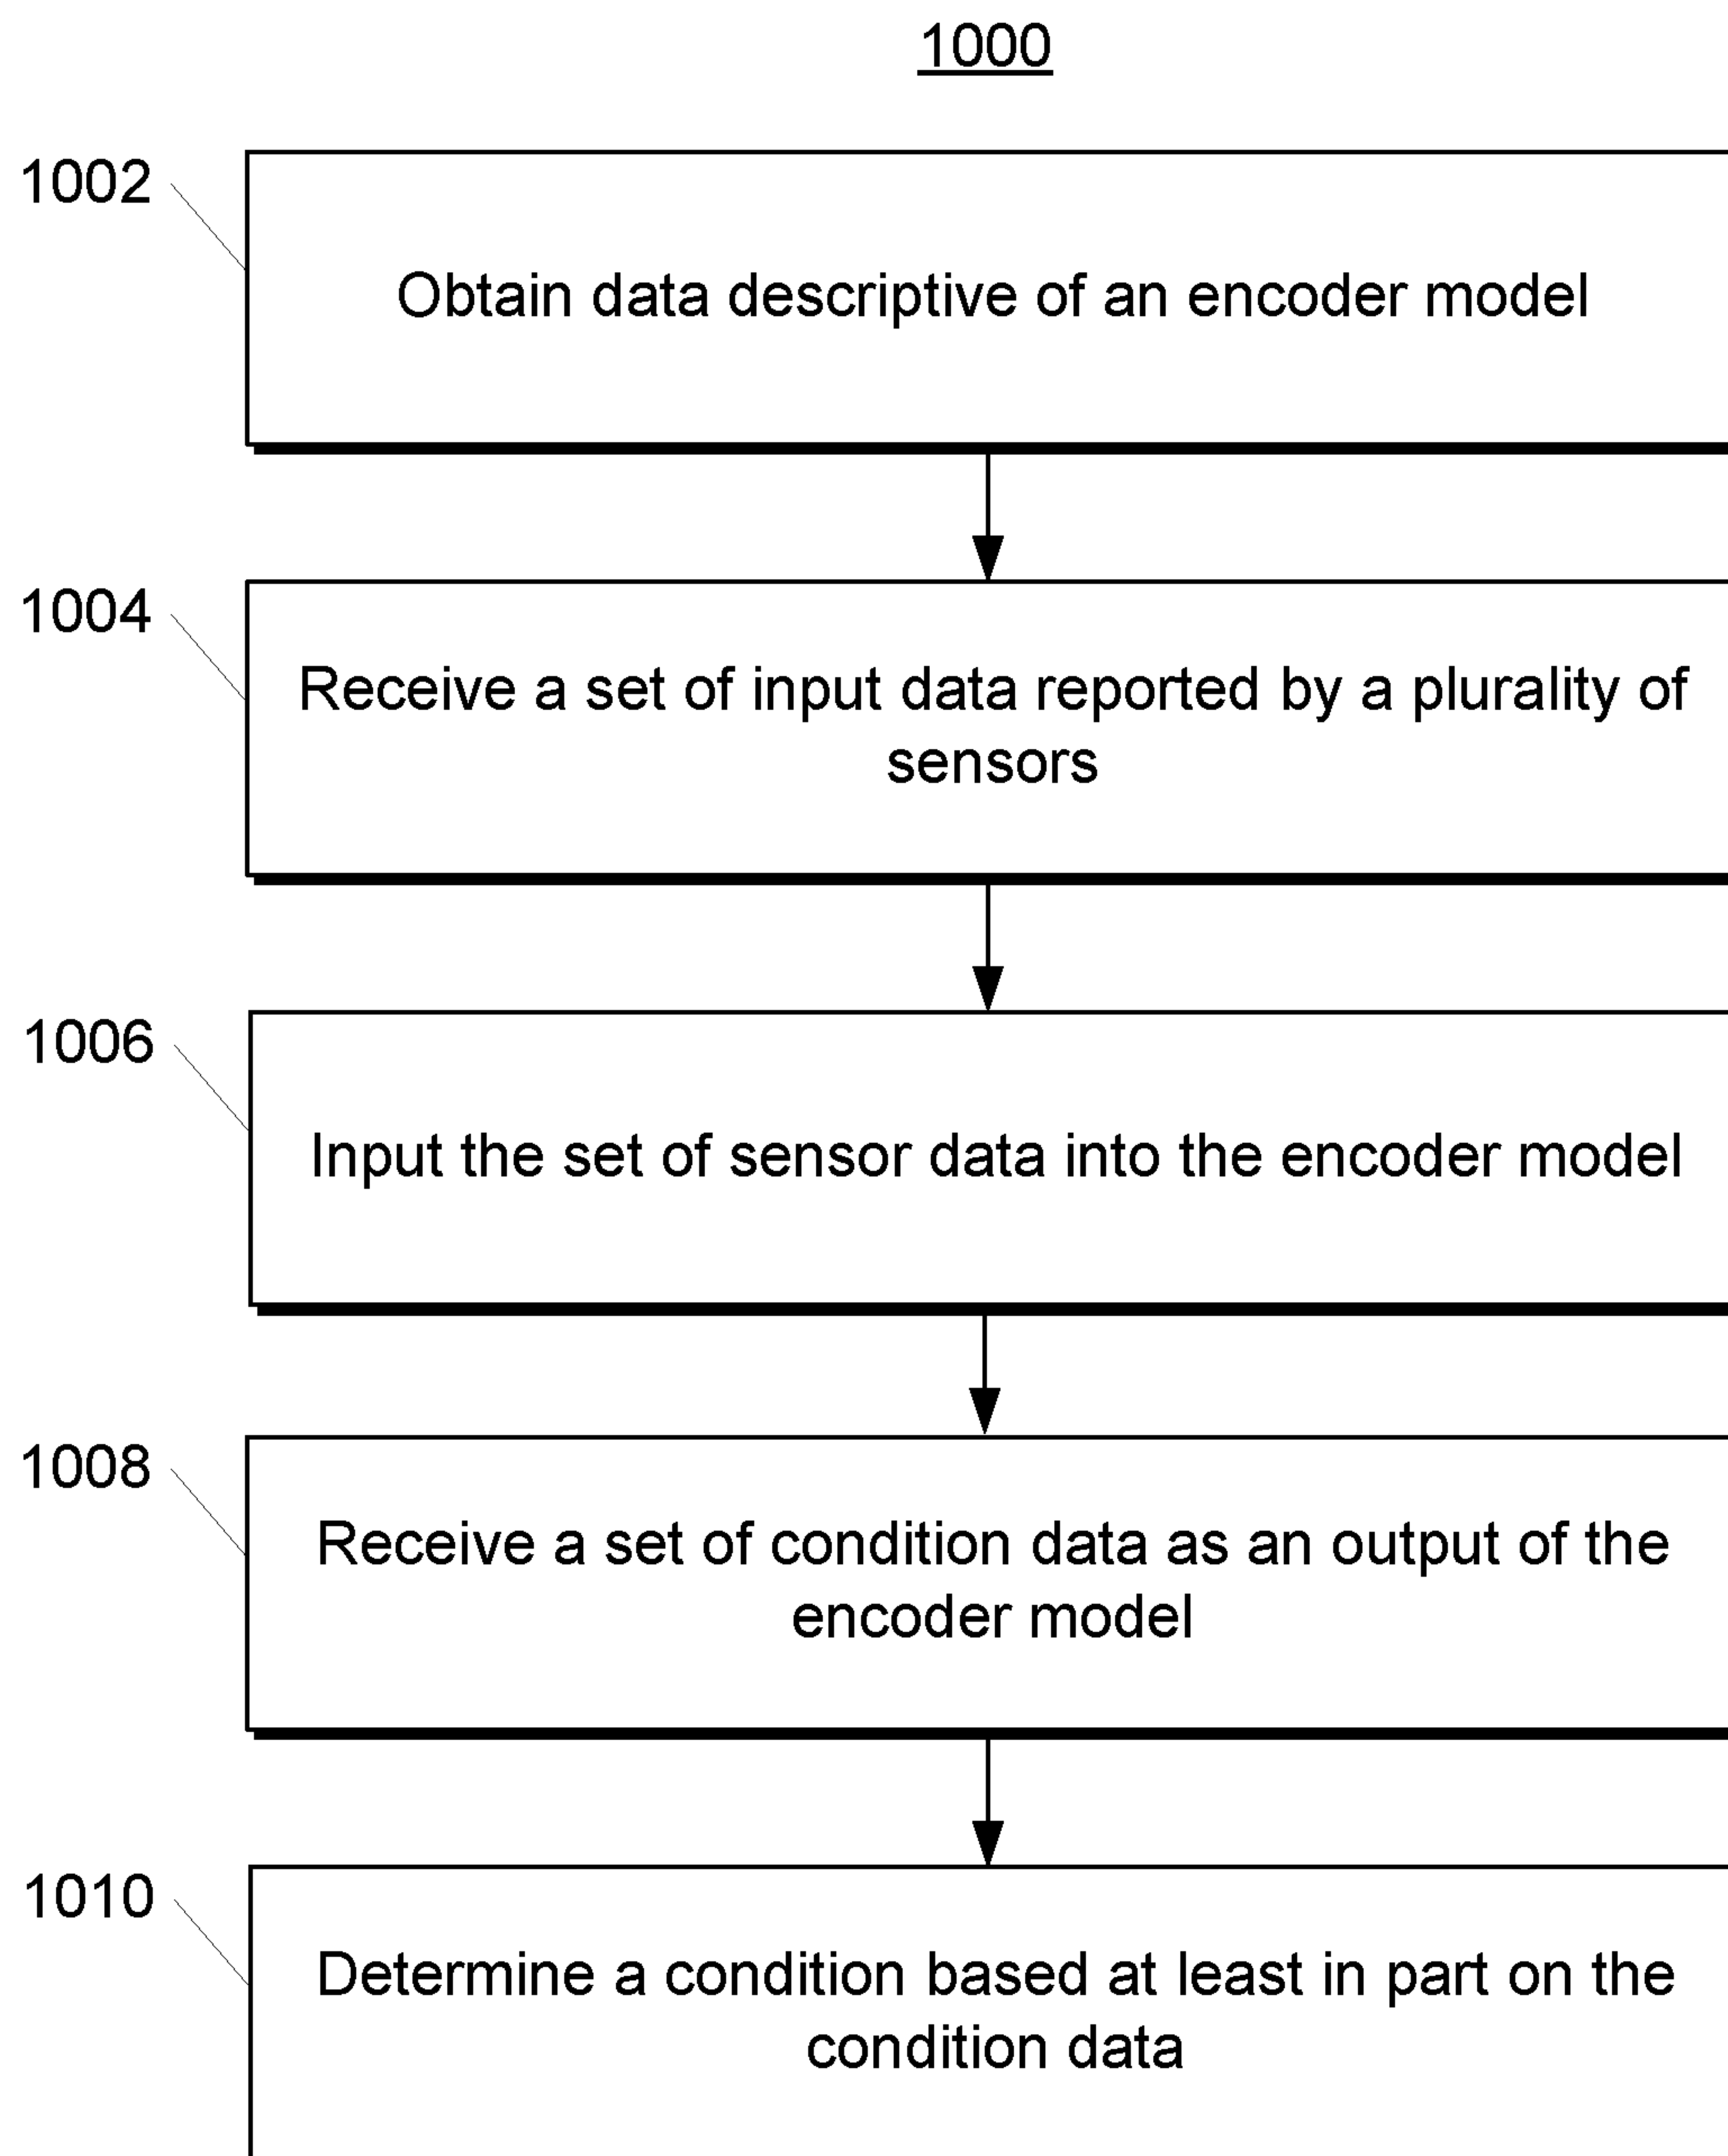 1000
1002
Obtain data descriptive of an encoder model
1004
Receive a set of input data reported by a plurality of
sensors
1006
Input the set of sensor data into the encoder model
1008
Receive a set of condition data as an output of the
encoder model
1010
Determine a condition based at least in part on the
condition data